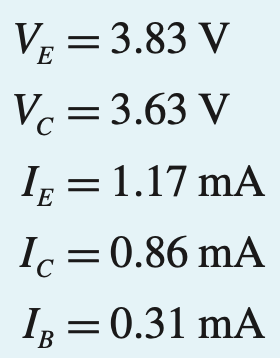 V_E = 3.83 V
V_C = 3.63 V
I_E = 1.17 mA
I_C = 0.86 mA
I_B = 0.31 mA